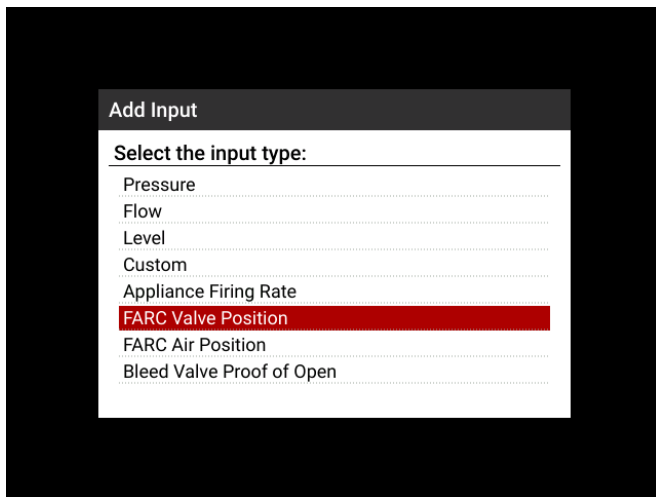 Add Input
Select the input type:
Pressure
Flow
Level
Custom
Appliance Firing Rate
FARC Valve Position
FARC Air Position
Bleed Valve Proof of Open